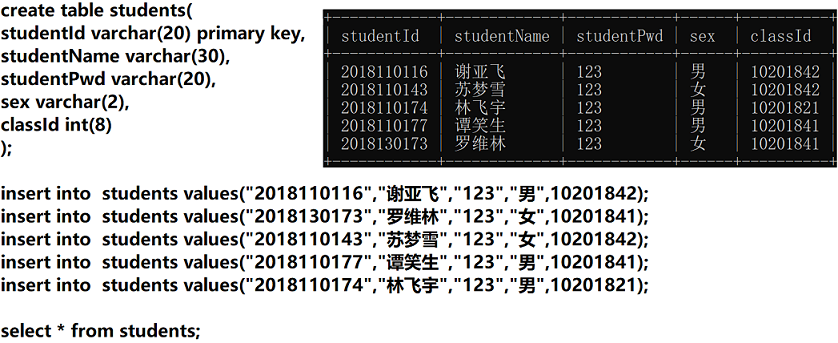 create table students(
studentId varchar(20) primary key,
studentName varchar(30),
studentPwd varchar(20),
sex varchar(2),
classId int(8)
);
studentId | studentName | studentPwd | sex | classId
2018110116 | 谢亚飞 | 123 | 男 | 10201842
2018110143 | 苏梦雪 | 123 | 女 | 10201842
2018110174 | 林飞宇 | 123 | 男 | 10201821
2018110177 | 谭笑生 | 123 | 男 | 10201841
2018130173 | 罗维林 | 123 | 女 | 10201841
insert into  students values("2018110116","谢亚飞","123","男",10201842);
insert into  students values("2018130173","罗维林","123","女",10201841);
insert into  students values("2018110143","苏梦雪","123","女",10201842);
insert into  students values("2018110177","谭笑生","123","男",10201841);
insert into  students values("2018110174","林飞宇","123","男",10201821);
select * from students;